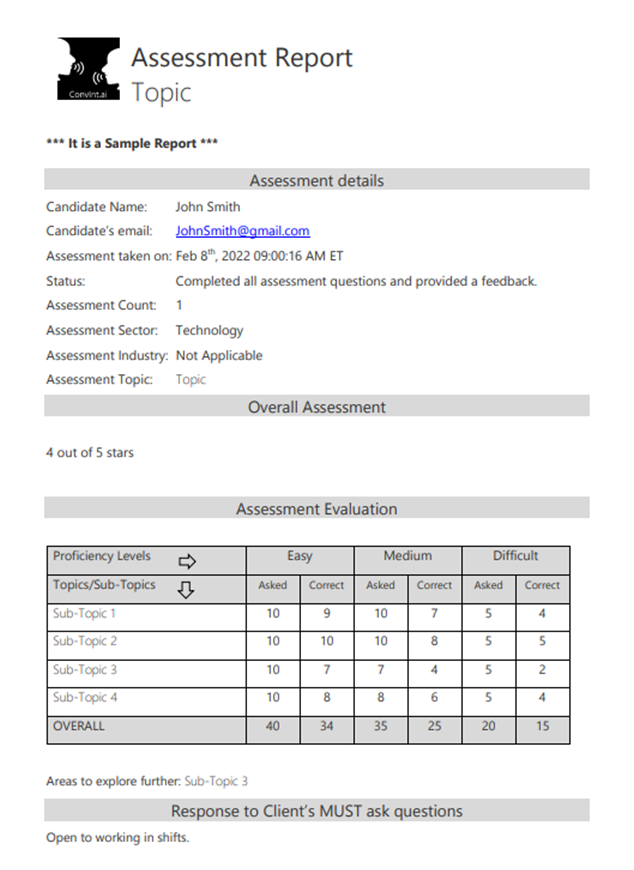 Assessment Report
ConvInt.ai
Topic
*** It is a Sample Report ***
Assessment details
Candidate Name: John Smith
Candidate's email: JohnSmith@gmail.com
Assessment taken on: Feb 8th, 2022 09:00:16 AM ET
Status: Completed all assessment questions and provided a feedback.
Assessment Count: 1
Assessment Sector: Technology
Assessment Industry: Not Applicable
Assessment Topic: Topic
Overall Assessment
4 out of 5 stars
Assessment Evaluation
Proficiency Levels Easy Medium Difficult
Topics/Sub-Topics Asked Correct Asked Correct Asked Correct
Sub-Topic 1 10 9 10 7 5 4
Sub-Topic 2 10 10 10 8 5 5
Sub-Topic 3 10 7 7 4 5 2
Sub-Topic 4 10 8 8 6 5 4
OVERALL 40 34 35 25 20 15
Areas to explore further: Sub-Topic 3
Response to Client's MUST ask questions
Open to working in shifts.